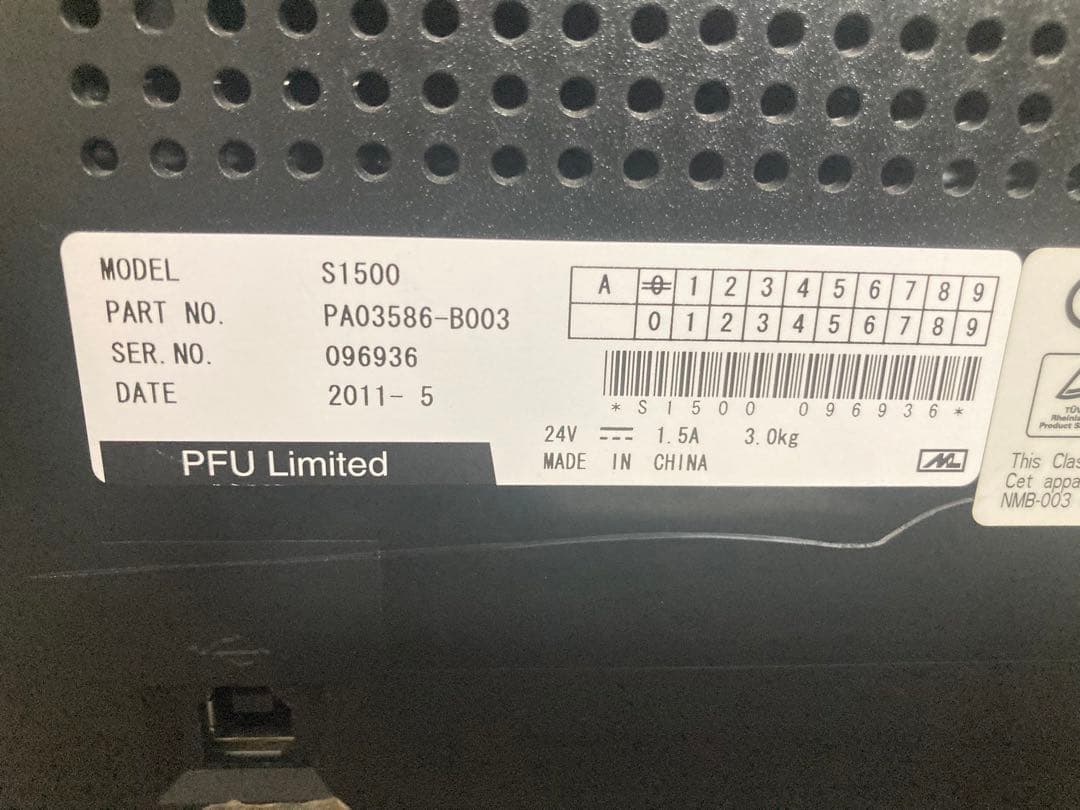 MODEL S1500
PART NO. PA03586-B003
SER. NO. 096936
DATE 2011- 5
A 0 1 2 3 4 5 6 7 8 9
0 1 2 3 4 5 6 7 8 9
*S1500 096936*
24V 1.5A 3.0kg
MADE IN CHINA
PFU Limited
TÜV
Product
This
Cet
NMB-003